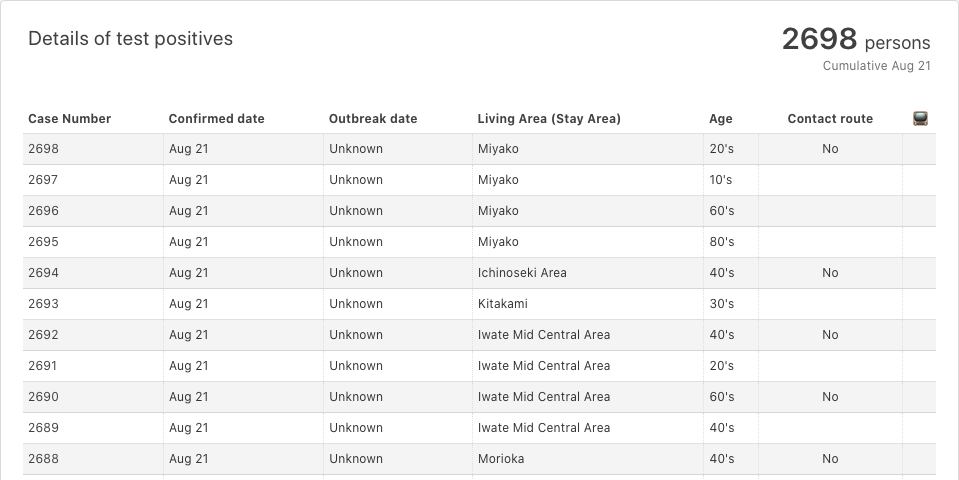 Details of test positives
2698 persons
Cumulative Aug 21
Case Number Confirmed date Outbreak date Living Area (Stay Area) Age Contact route
2698 Aug 21 Unknown Miyako 20's No
2697 Aug 21 Unknown Miyako 10's
2696 Aug 21 Unknown Miyako 60's
2695 Aug 21 Unknown Miyako 80's
2694 Aug 21 Unknown Ichinoseki Area 40's No
2693 Aug 21 Unknown Kitakami 30's
2692 Aug 21 Unknown Iwate Mid Central Area 40's No
2691 Aug 21 Unknown Iwate Mid Central Area 20's
2690 Aug 21 Unknown Iwate Mid Central Area 60's No
2689 Aug 21 Unknown Iwate Mid Central Area 40's
2688 Aug 21 Unknown Morioka 40's No